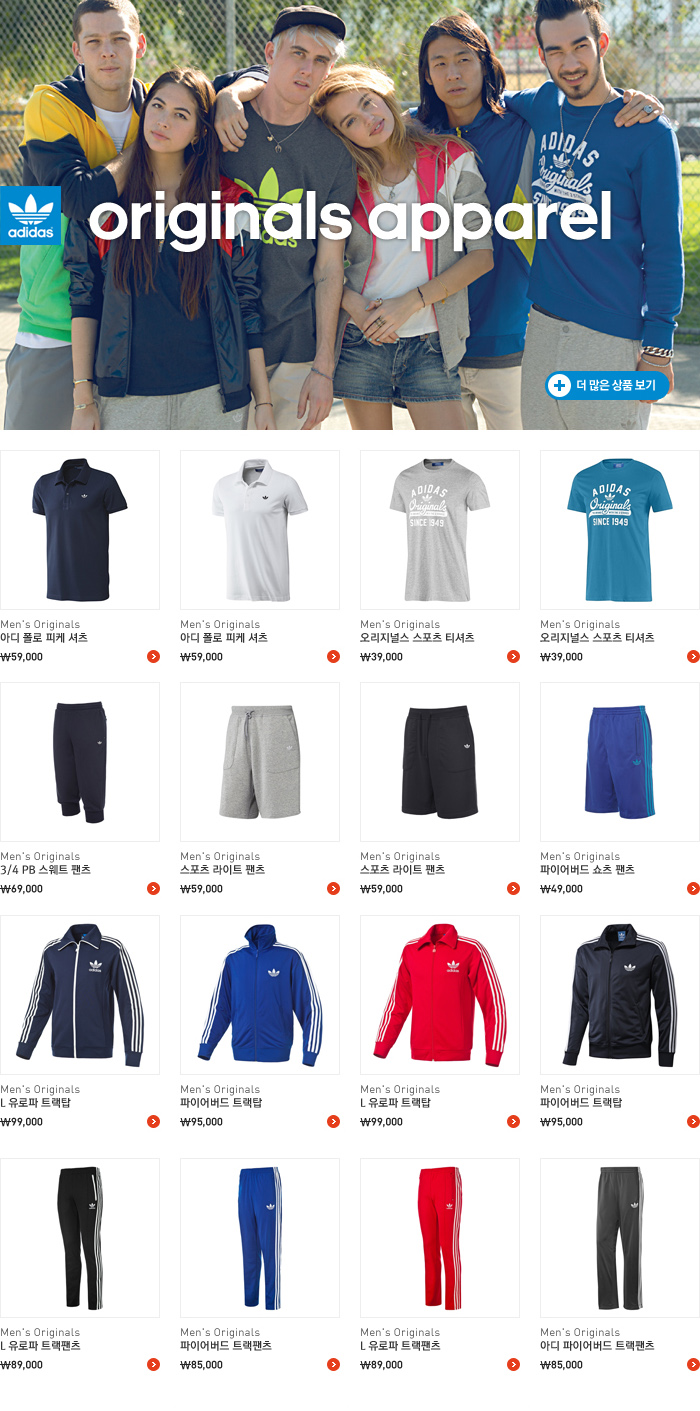 ADIDAS
Originals
SINCE 1949
adidas
originals apparel
더 많은 상품 보기
ADIDAS
Originals
SINCE 1949
ADIDAS
Originals
SINCE 1949
Men's Originals
아디 폴로 피케 셔츠
₩59,000
Men's Originals
아디 폴로 피케 셔츠
₩59,000
Men's Originals
오리지널스 스포츠 티셔츠
₩39,000
Men's Originals
오리지널스 스포츠 티셔츠
₩39,000
Men's Originals
3/4 PB 스웨트 팬츠
₩69,000
Men's Originals
스포츠 라이트 팬츠
₩59,000
Men's Originals
스포츠 라이트 팬츠
₩59,000
Men's Originals
파이어버드 쇼츠 팬츠
₩49,000
adidas
adidas
Men's Originals
L 유로파 트랙탑
₩99,000
Men's Originals
파이어버드 트랙탑
₩95,000
Men's Originals
L 유로파 트랙탑
₩99,000
Men's Originals
파이어버드 트랙탑
₩95,000
Men's Originals
L 유로파 트랙팬츠
₩89,000
Men's Originals
파이어버드 트랙팬츠
₩85,000
Men's Originals
L 유로파 트랙팬츠
₩89,000
Men's Originals
아디 파이어버드 트랙팬츠
₩85,000